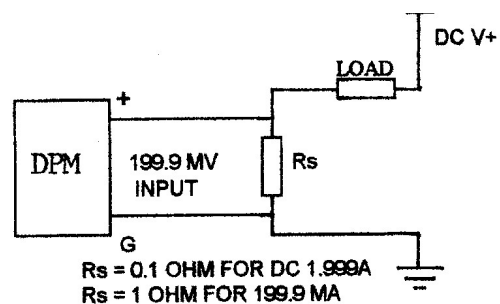 DC V+
LOAD
+
DPM
199.9 MV
INPUT
Rs
G
Rs = 0.1 OHM FOR DC 1.999A
Rs = 1 OHM FOR 199.9 MA